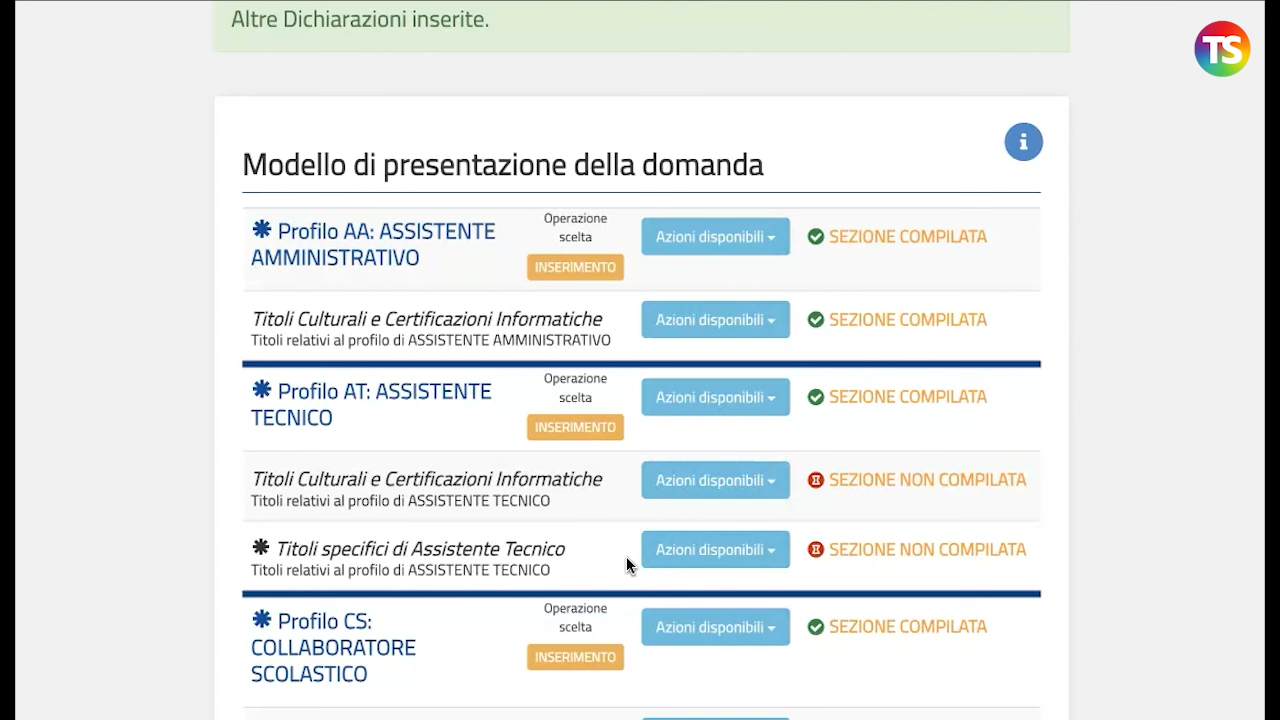 Altre Dichiarazioni inserite.
TS
i
Modello di presentazione della domanda
Profilo AA: ASSISTENTE
AMMINISTRATIVO
Operazione
scelta
INSERIMENTO
Azioni disponibili
SEZIONE COMPILATA
Titoli Culturali e Certificazioni Informatiche
Titoli relativi al profilo di ASSISTENTE AMMINISTRATIVO
Azioni disponibili
SEZIONE COMPILATA
Profilo AT: ASSISTENTE
TECNICO
Operazione
scelta
INSERIMENTO
Azioni disponibili
SEZIONE COMPILATA
Titoli Culturali e Certificazioni Informatiche
Titoli relativi al profilo di ASSISTENTE TECNICO
Azioni disponibili
SEZIONE NON COMPILATA
Titoli specifici di Assistente Tecnico
Titoli relativi al profilo di ASSISTENTE TECNICO
Azioni disponibili
SEZIONE NON COMPILATA
Profilo CS:
COLLABORATORE
SCOLASTICO
Operazione
scelta
INSERIMENTO
Azioni disponibili
SEZIONE COMPILATA